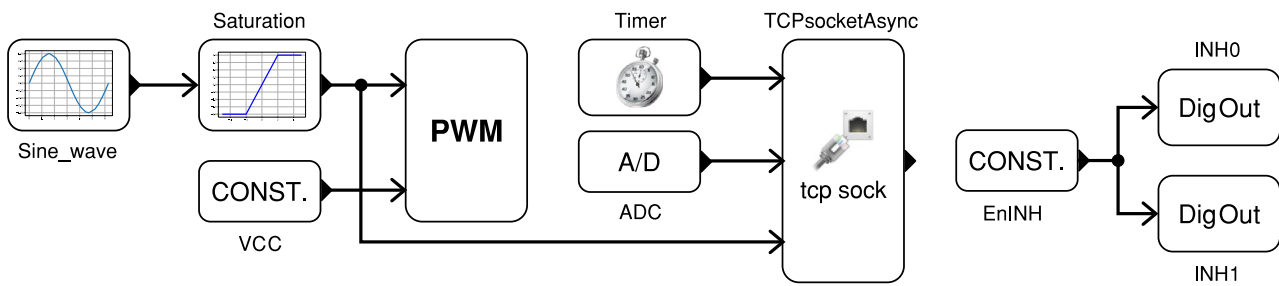 Saturation
Timer
TCPsocketAsync
INH0
Sine_wave
PWM
CONST.
VCC
A/D
ADC
tcp sock
CONST.
EnINH
DigOut
DigOut
INH1